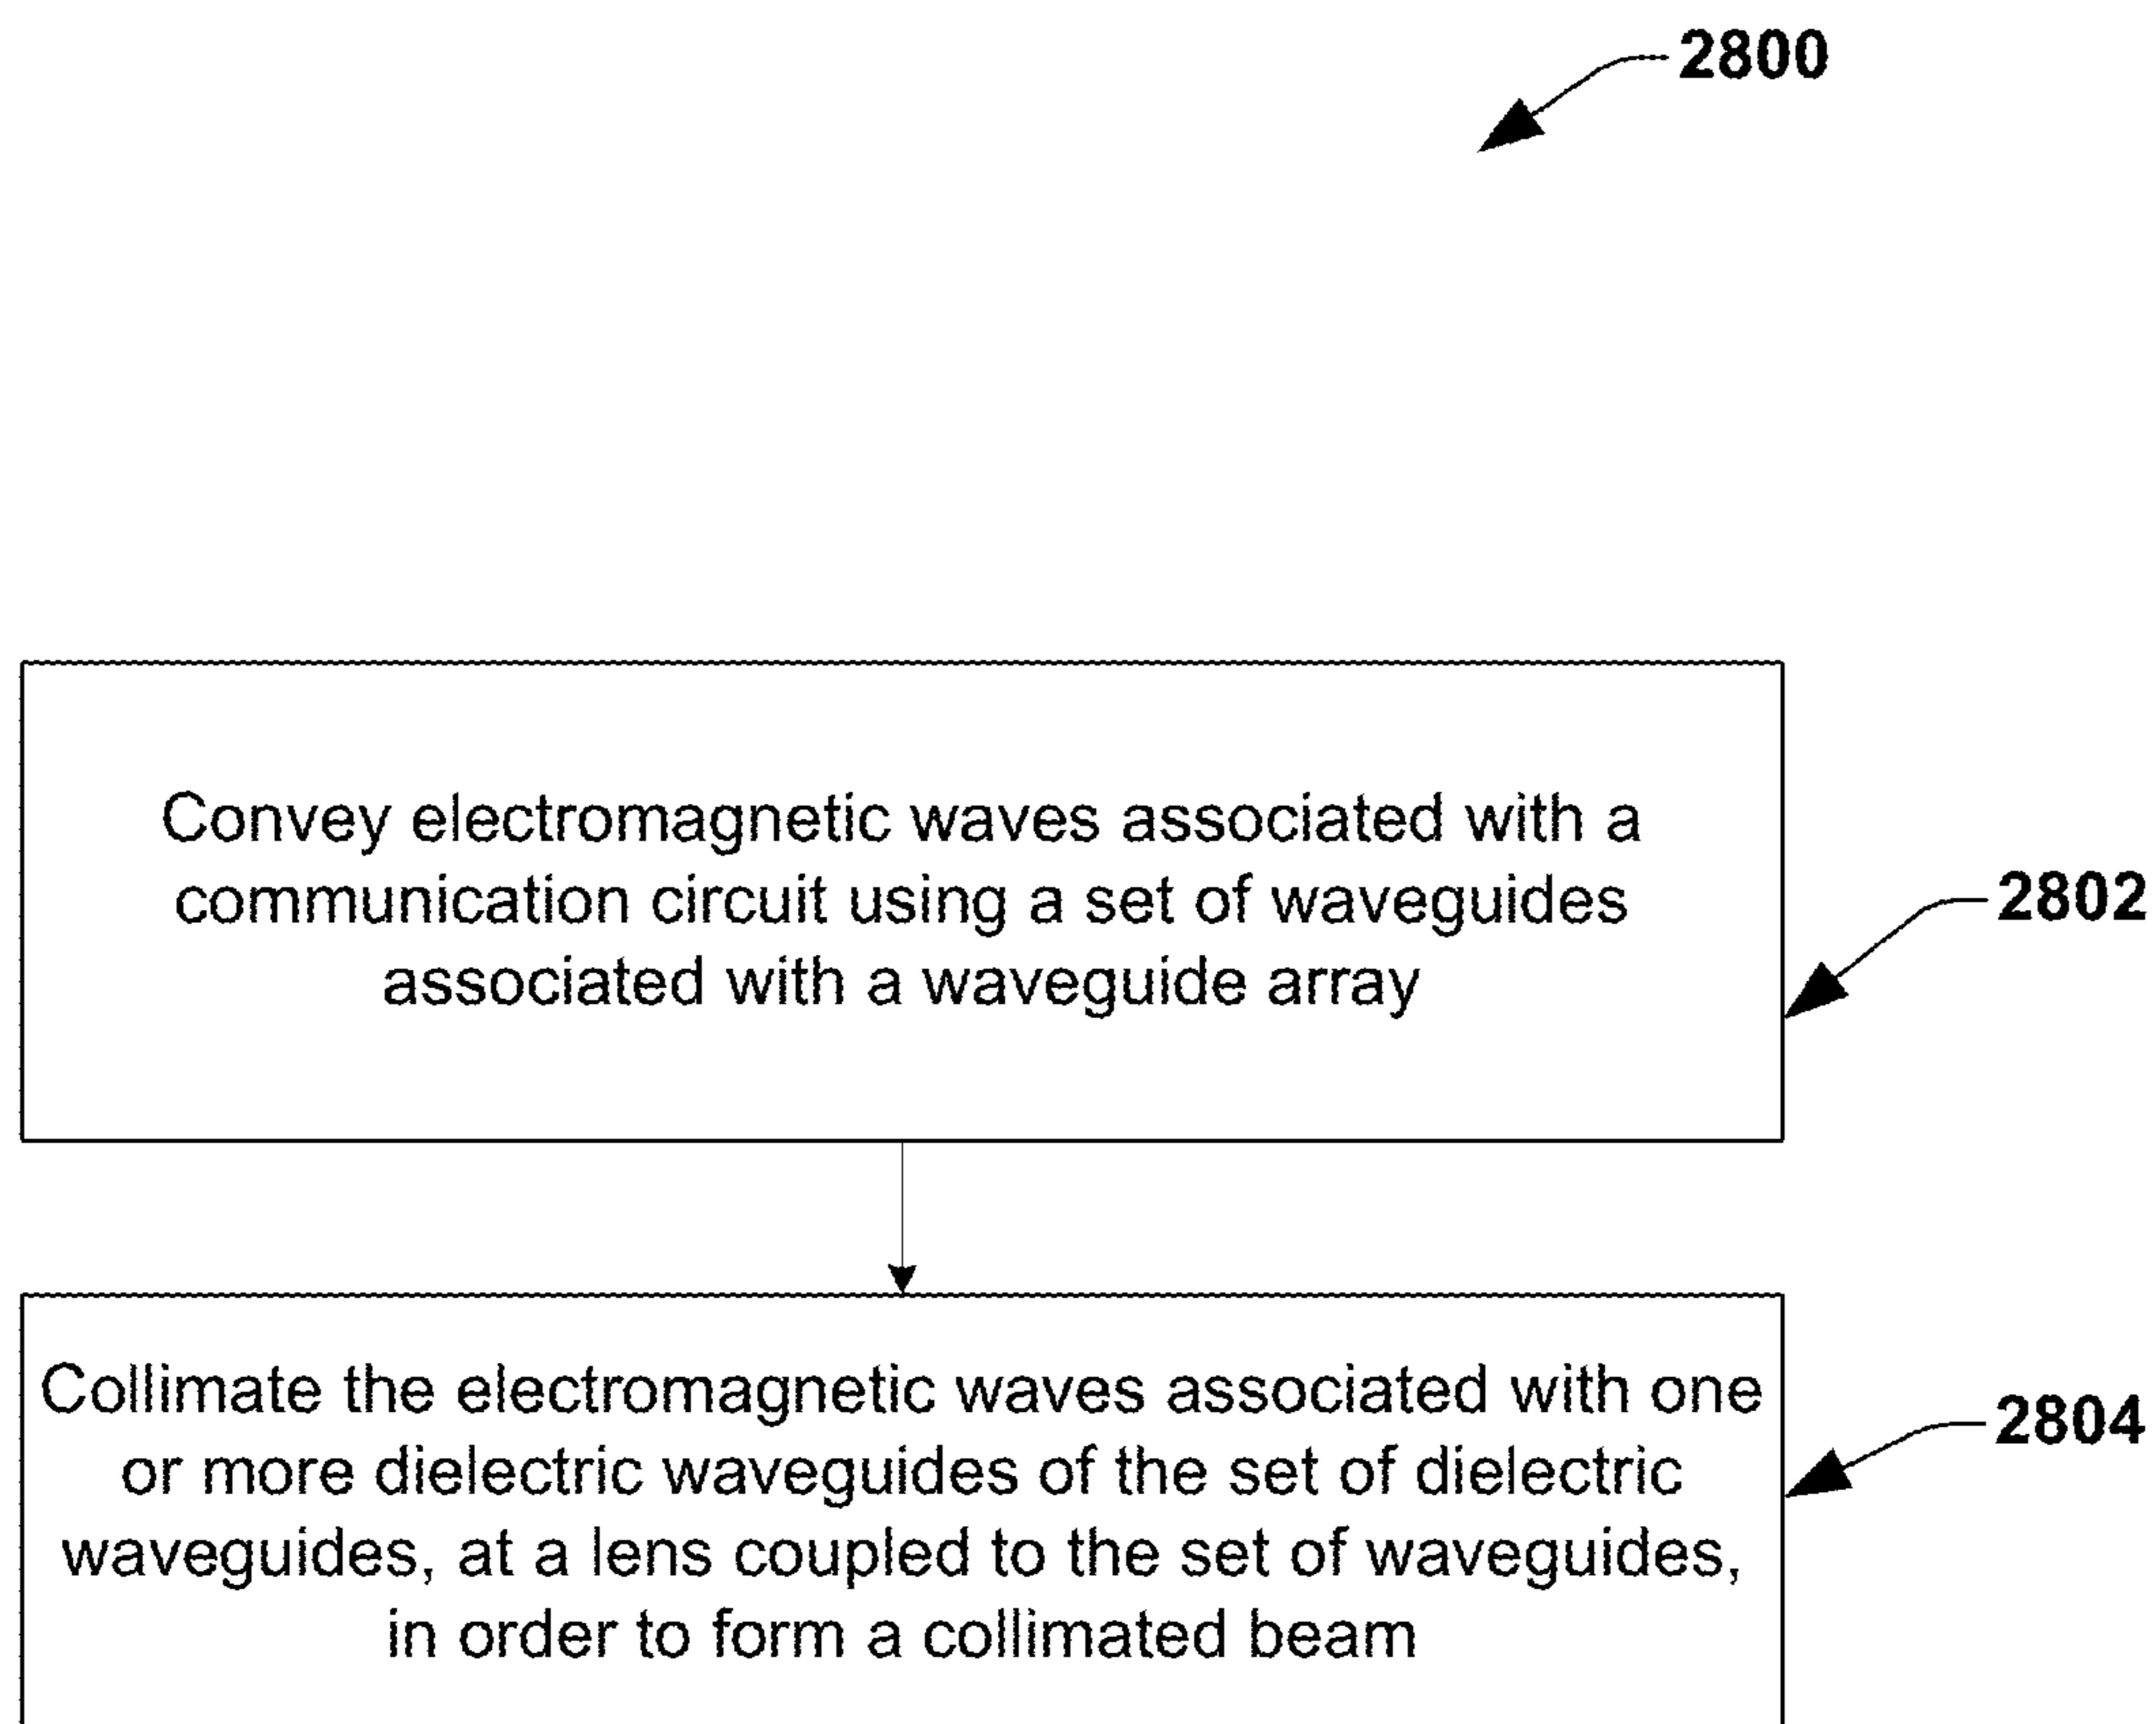 2800
Convey electromagnetic waves associated with a
communication circuit using a set of waveguides
associated with a waveguide array
2802
Collimate the electromagnetic waves associated with one
or more dielectric waveguides of the set of dielectric
waveguides, at a lens coupled to the set of waveguides,
in order to form a collimated beam
2804